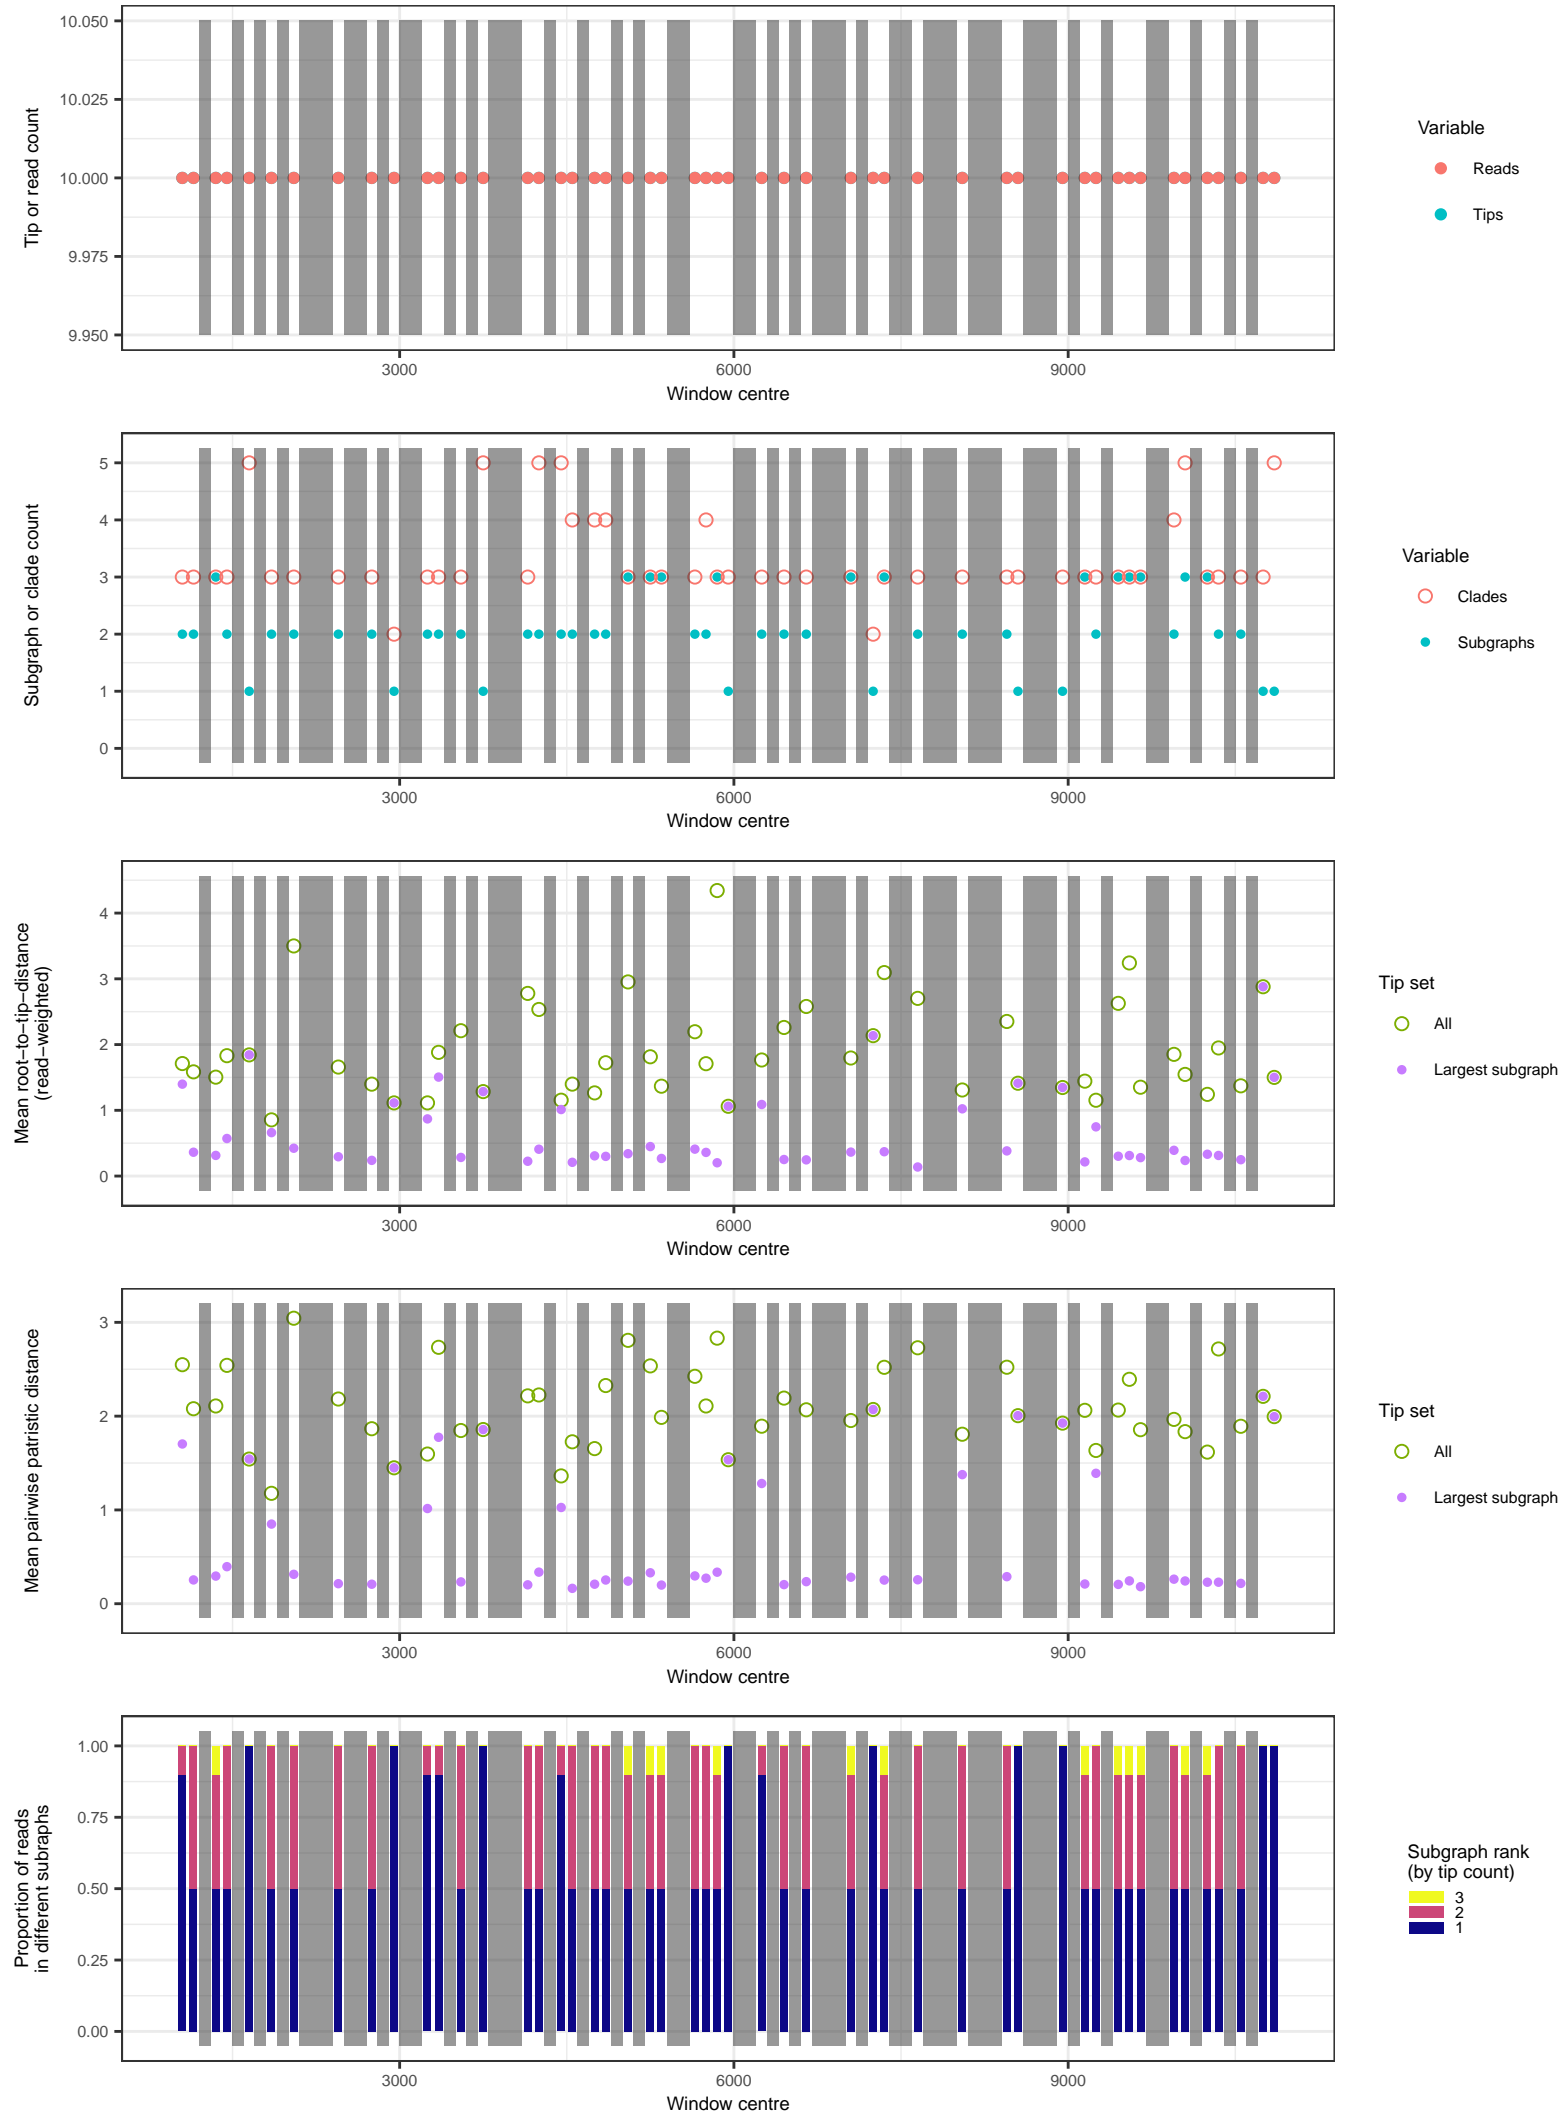 10.050
10.025
10.000
9.975
9.950
Tip or read count
3000 6000 9000
Window centre
Variable
Reads
Tips
5
4
3
2
1
0
Subgraph or clade count
3000 6000 9000
Window centre
Variable
Clades
Subgraphs
4
3
2
1
0
Mean root−to−tip−distance
(read−weighted)
3000 6000 9000
Window centre
Tip set
All
Largest subgraph
3
2
1
0
Mean pairwise patristic distance
3000 6000 9000
Window centre
Tip set
All
Largest subgraph
1.00
0.75
0.50
0.25
0.00
Proportion of reads
in different subraphs
3000 6000 9000
Window centre
Subgraph rank
(by tip count)
3
2
1